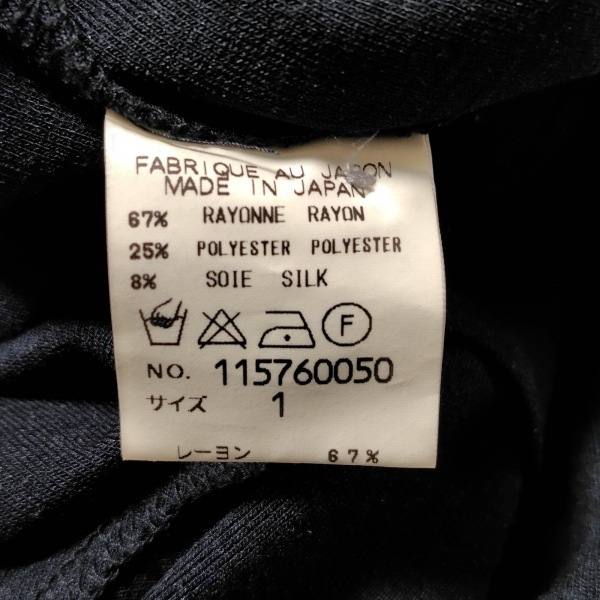 FABRIQUE AU JAPON
MADE IN JAPAN
67% RAYONNE RAYON
25% POLYESTER POLYESTER
8% SOIE SILK
F
NO. 115760050
サイズ 1
レーヨン 67%